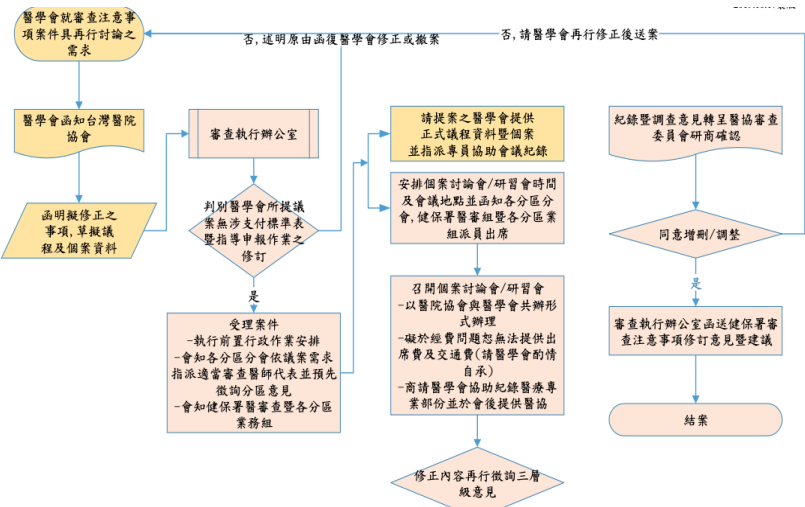 醫學會就審查注意事
項案件具再行討論之
需求
否,述明原由函復醫學會修正或撤案
否,請醫學會再行修正後送案
醫學會函知台灣醫院
協會
函明擬修正之
事項,草擬議
程及個案資料
審查執行辦公室
判別醫學會所提議
案無涉支付標準表
暨指導申報作業之
修訂
是
受理案件
-執行前置行政作業安排
-會知各分區分會依議案需求
指派適當審查醫師代表並預先
徵詢分區意見
-會知健保署醫審查暨各分區
業務組
請提案之醫學會提供
正式議程資料暨個案
並指派專員協助會議紀錄
安排個案討論會/研習會時間
及會議地點並函知各分區分
會,健保署醫審組暨各分區業
組派員出席
召開個案討論會/研習會
-以醫院協會與醫學會共辦形
式辦理
-礙於經費問題恕無法提供出
席費及交通費(請醫學會酌情
自承)
-商請醫學會協助紀錄醫療專
業部份並於會後提供醫協
修正內容再行徵詢三層
級意見
紀錄暨調查意見轉呈醫協審查
委員會研商確認
同意增刪/調整
是
審查執行辦公室函送健保署審
查注意事項修訂意見暨建議
結案